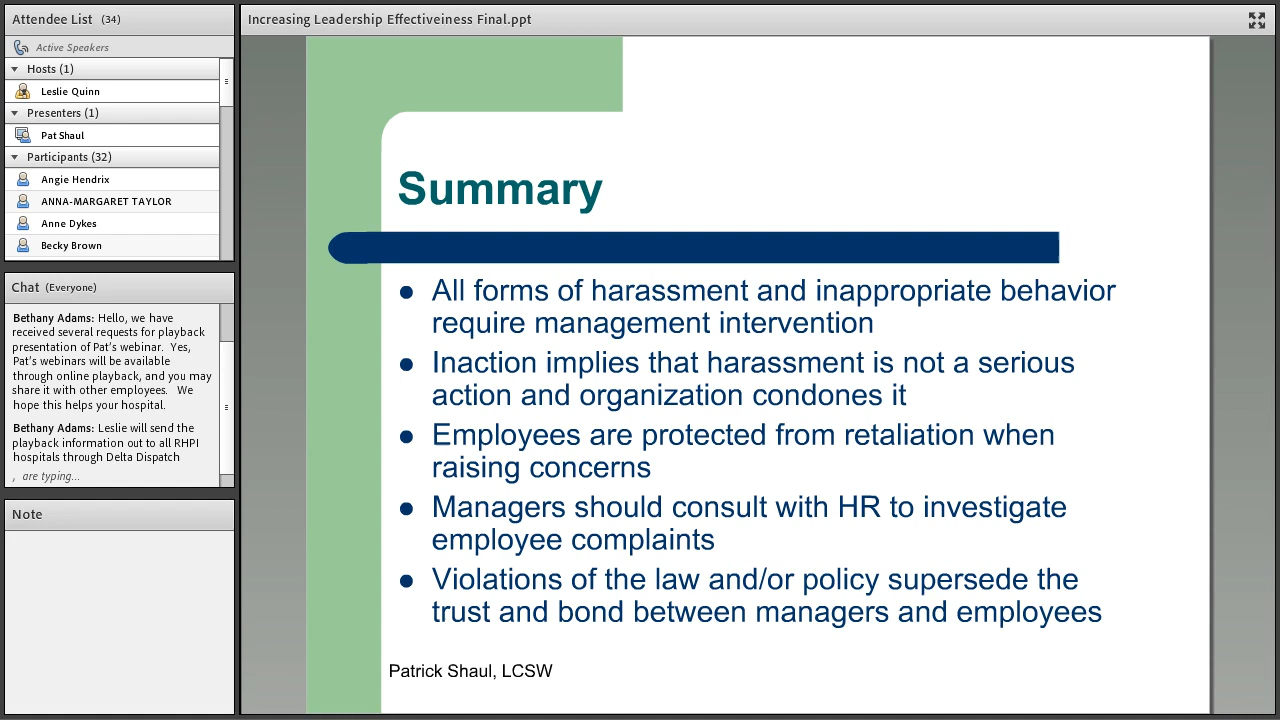 Attendee List (34)
Active Speakers
Hosts (1)
Leslie Quinn
Presenters (1)
Pat Shaul
Participants (32)
Angie Hendrix
ANNA-MARGARET TAYLOR
Anne Dykes
Becky Brown
Chat (Everyone)
Bethany Adams: Hello, we have
received several requests for playback
presentation of Pat's webinar. Yes,
Pat's webinars will be available
through online playback, and you may
share it with other employees. We
hope this helps your hospital.
Bethany Adams: Leslie will send the
playback information out to all RHPI
hospitals through Delta Dispatch
, are typing...
Note
Increasing Leadership Effectiveiness Final.ppt
Summary
● All forms of harassment and inappropriate behavior
require management intervention
● Inaction implies that harassment is not a serious
action and organization condones it
● Employees are protected from retaliation when
raising concerns
● Managers should consult with HR to investigate
employee complaints
● Violations of the law and/or policy supersede the
trust and bond between managers and employees
Patrick Shaul, LCSW